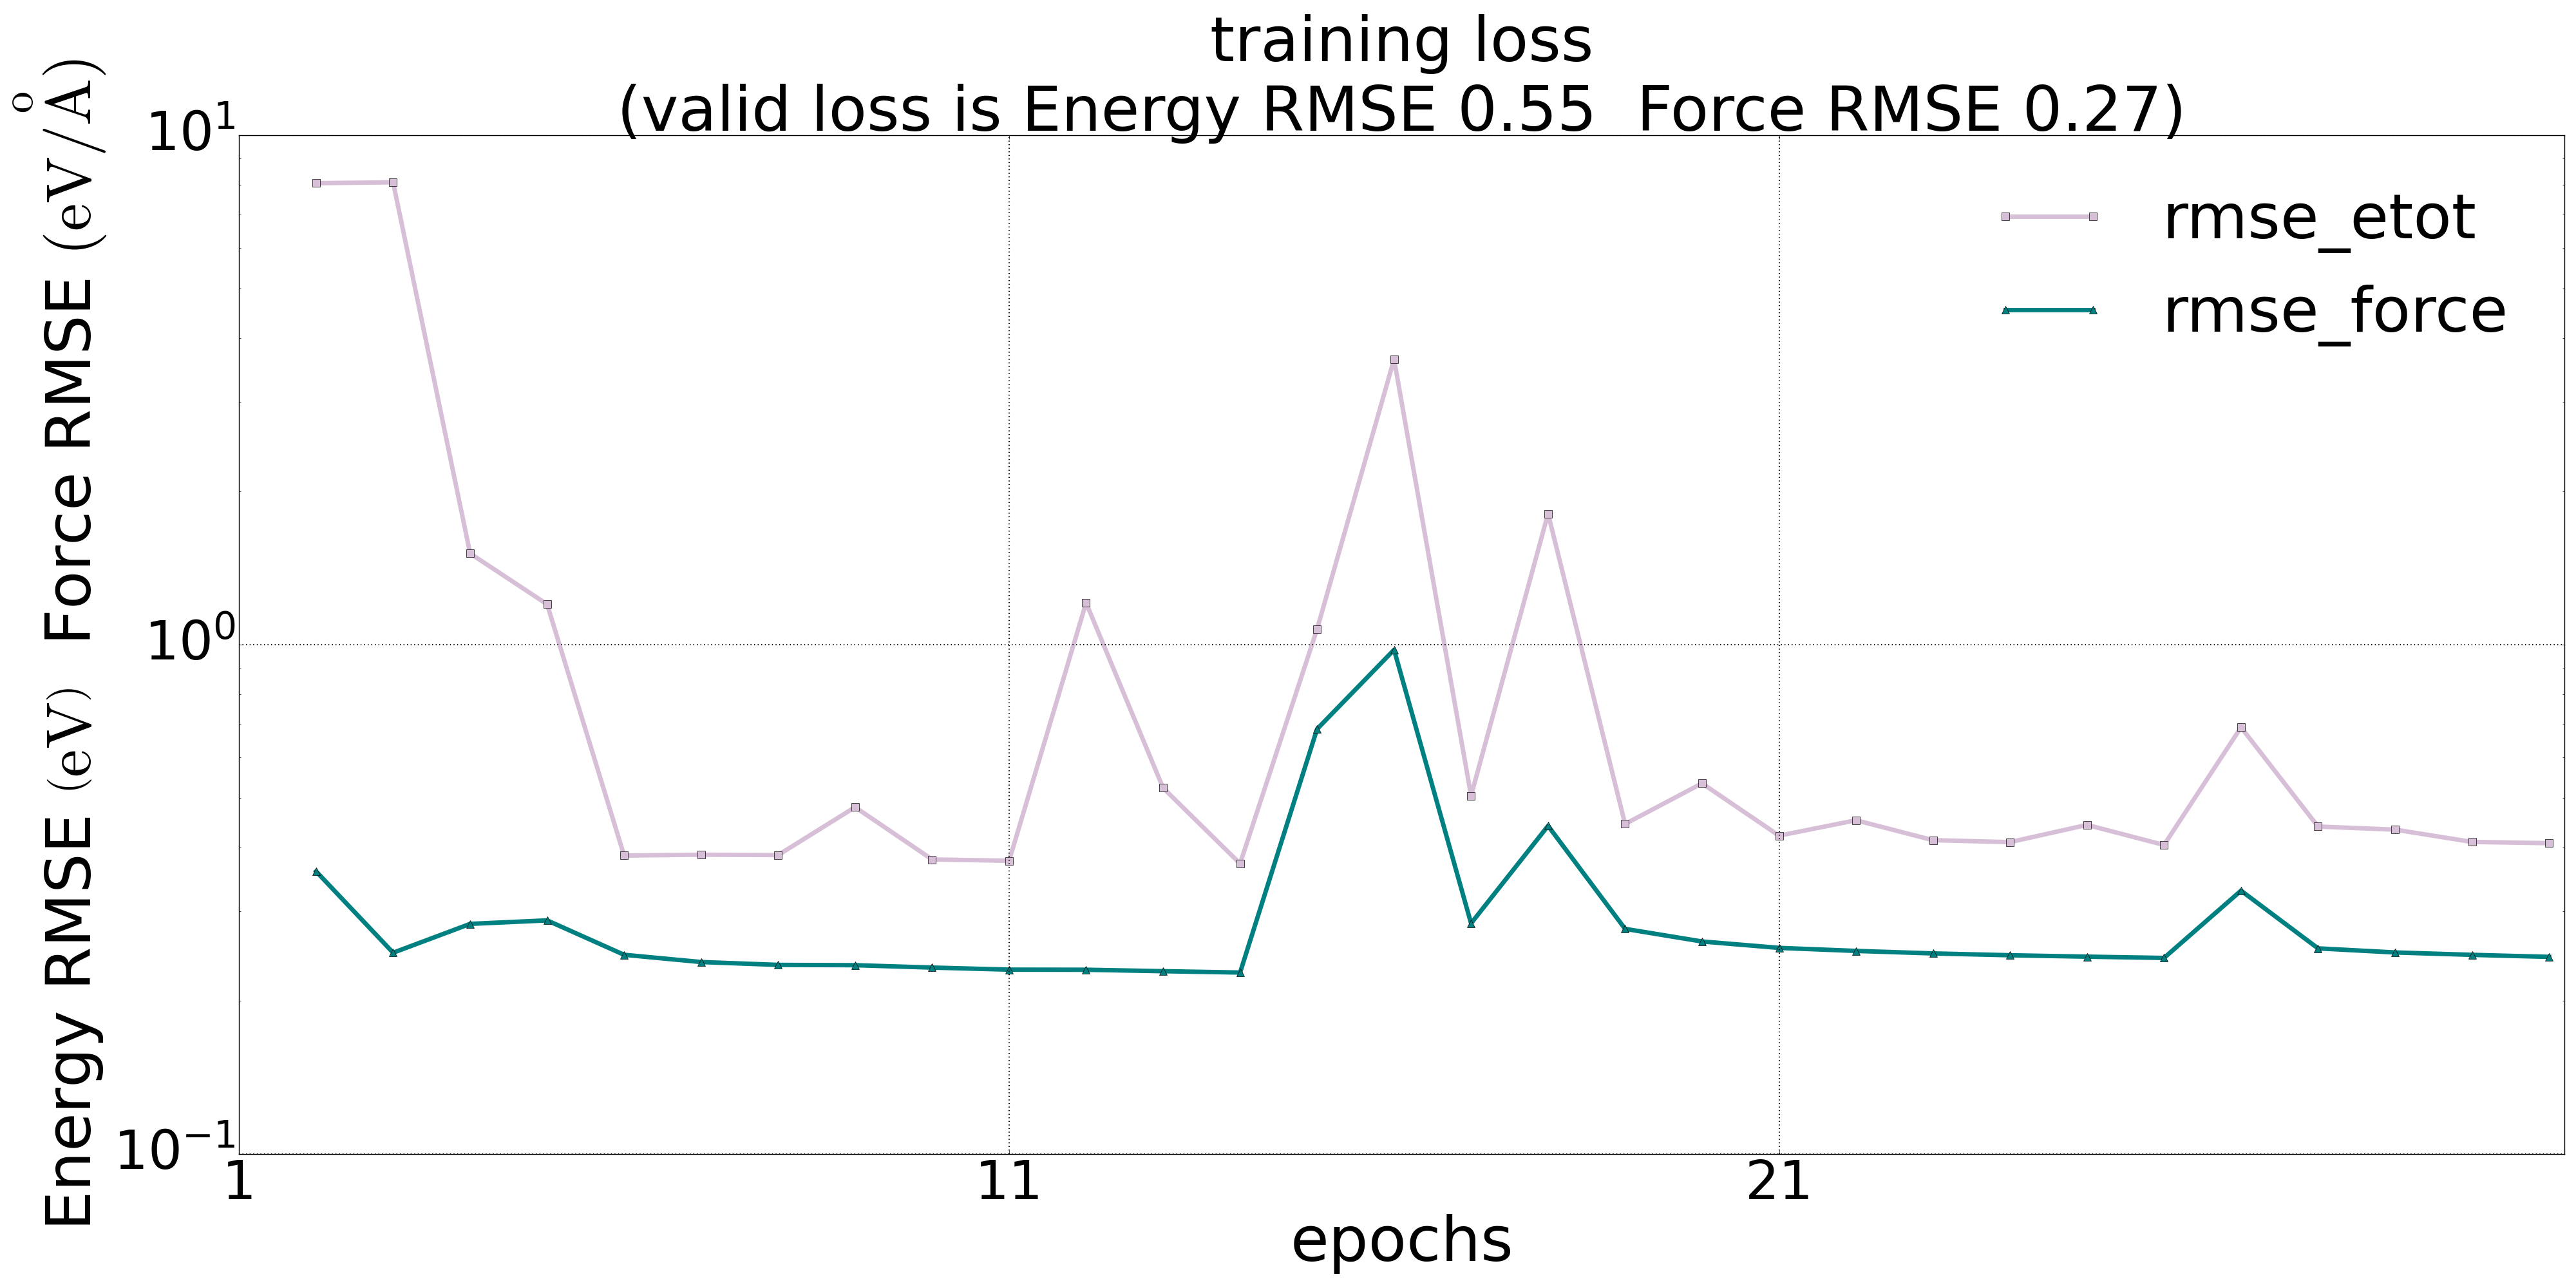 training loss
(valid loss is Energy RMSE 0.55  Force RMSE 0.27)
Energy RMSE (eV)  Force RMSE (eV/Å)
10¹
10⁰
10⁻¹
rmse_etot
rmse_force
1
11
21
epochs